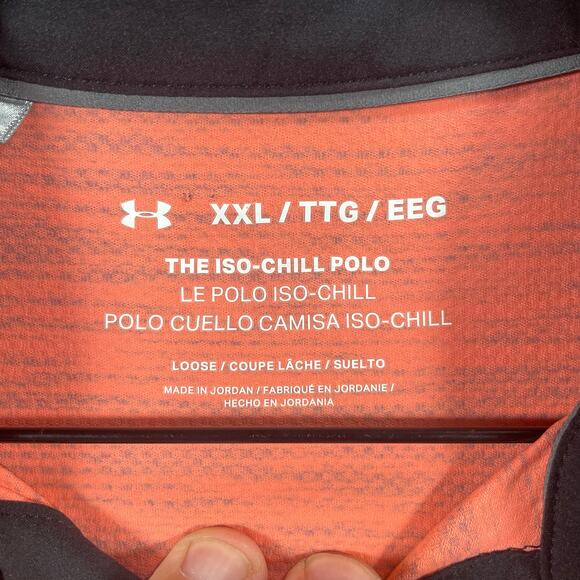 XXL / TTG / EEG
THE ISO-CHILL POLO
LE POLO ISO-CHILL
POLO CUELLO CAMISA ISO-CHILL
LOOSE / COUPE LÂCHE / SUELTO
MADE IN JORDAN / FABRIQUÉ EN JORDANIE /
HECHO EN JORDANIA